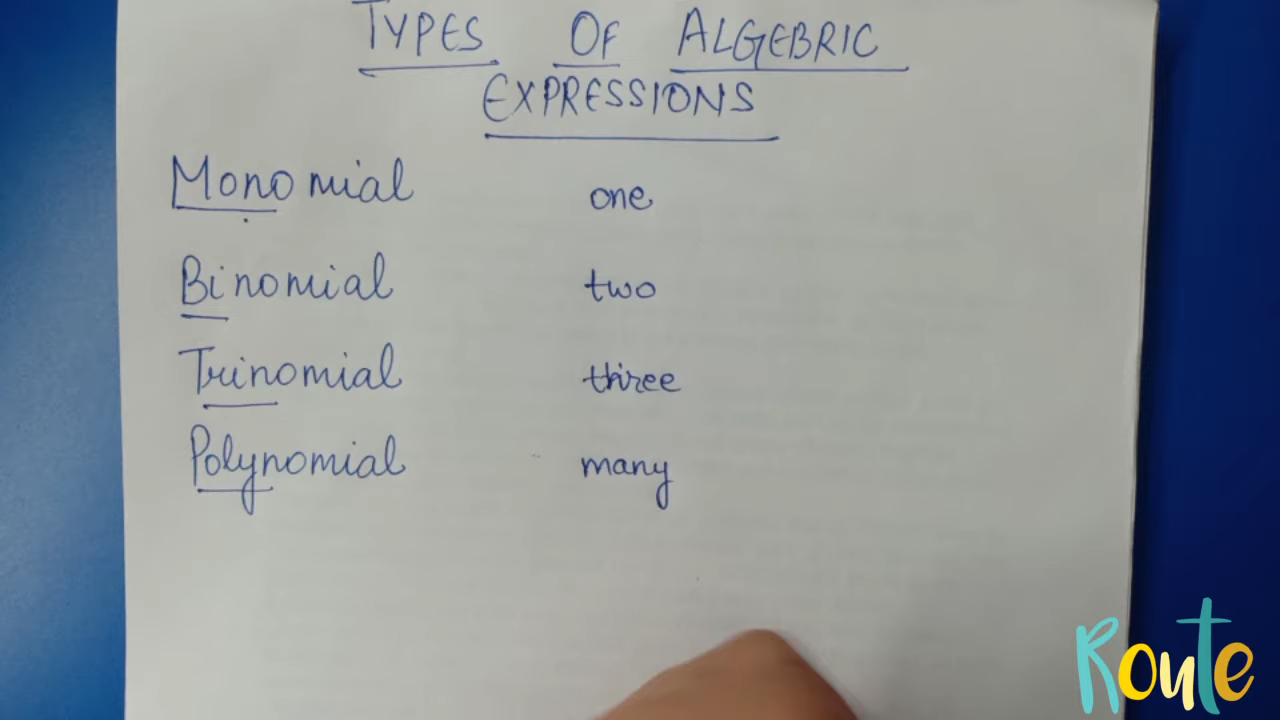 TYPES OF ALGEBRIC
EXPRESSIONS
Monomial one
Binomial two
Trinomial three
Polynomial many
Route